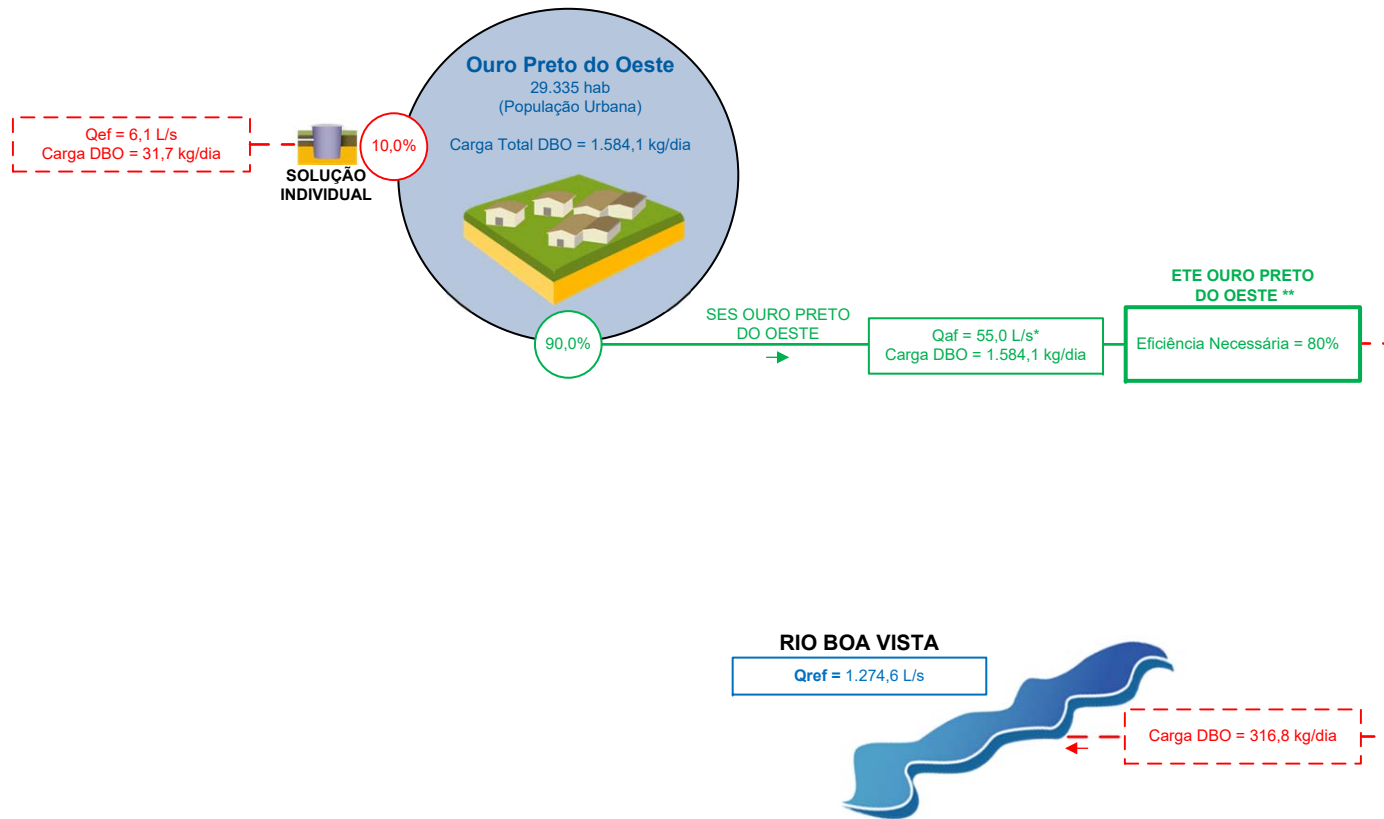 Ouro Preto do Oeste
29.335 hab
(População Urbana)
Carga Total DBO = 1.584,1 kg/dia
Qef = 6,1 L/s
Carga DBO = 31,7 kg/dia
10,0%
SOLUÇÃO
INDIVIDUAL
90,0%
SES OURO PRETO
DO OESTE
Qaf = 55,0 L/s*
Carga DBO = 1.584,1 kg/dia
ETE OURO PRETO
DO OESTE **
Eficiência Necessária = 80%
RIO BOA VISTA
Qref = 1.274,6 L/s
Carga DBO = 316,8 kg/dia